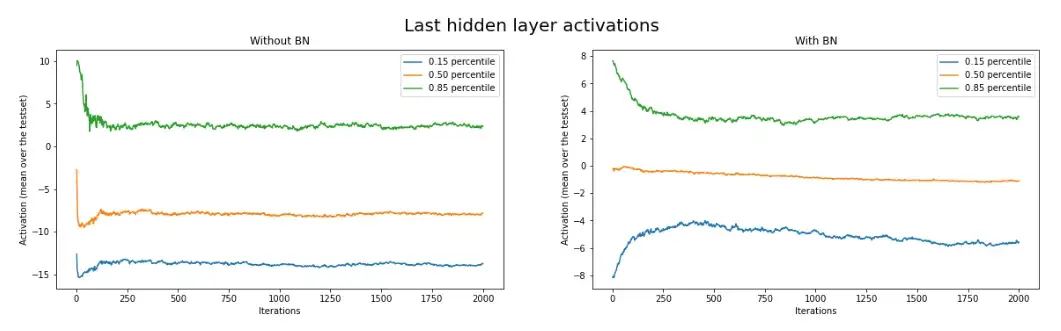 Last hidden layer activations
Without BN
Activation (mean over the testset)
10
5
0
−5
−10
−15
0.15 percentile
0.50 percentile
0.85 percentile
0 250 500 750 1000 1250 1500 1750 2000
Iterations
With BN
Activation (mean over the testset)
8
6
4
2
0
−2
−4
−6
−8
0.15 percentile
0.50 percentile
0.85 percentile
0 250 500 750 1000 1250 1500 1750 2000
Iterations